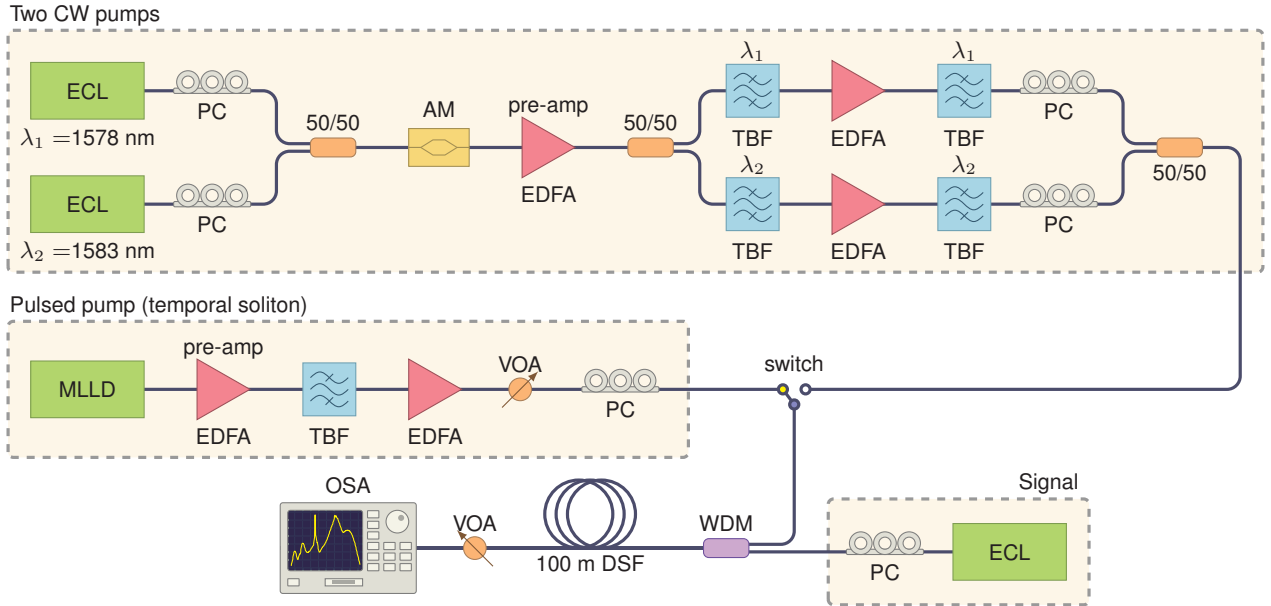 Two CW pumps
ECL
PC
λ₁ =1578 nm
50/50
AM
pre-amp
EDFA
50/50
λ₁
TBF
EDFA
λ₁
TBF
PC
ECL
PC
λ₂ =1583 nm
λ₂
TBF
EDFA
λ₂
TBF
PC
50/50
Pulsed pump (temporal soliton)
MLLD
pre-amp
EDFA
TBF
EDFA
VOA
PC
switch
OSA
VOA
100 m DSF
WDM
Signal
PC
ECL